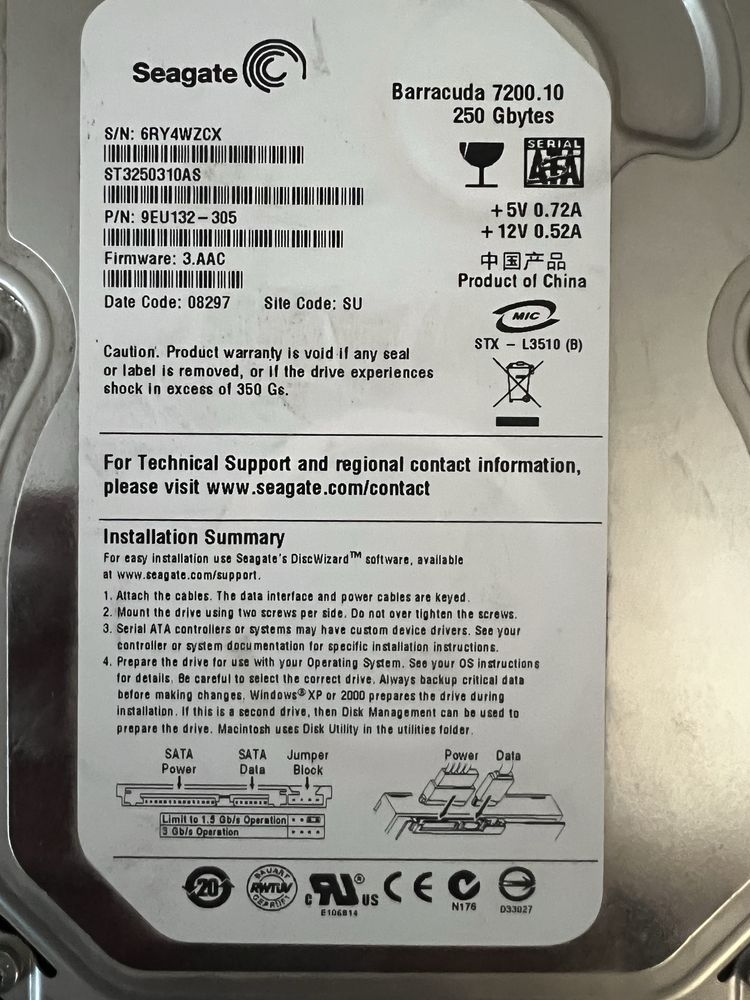 Seagate
Barracuda 7200.10
250 Gbytes
S/N: 6RY4WZCX
ST3250310AS
P/N: 9EU132-305
Firmware: 3.AAC
Date Code: 08297 Site Code: SU
SERIAL
ATA
+5V 0.72A
+12V 0.52A
中国产品
Product of China
MIC
STX - L3510 (B)
Caution: Product warranty is void if any seal
or label is removed, or if the drive experiences
shock in excess of 350 Gs.
For Technical Support and regional contact information,
please visit www.seagate.com/contact
Installation Summary
For easy installation use Seagate's DiscWizard™ software, available
at www.seagate.com/support.
1. Attach the cables. The data interface and power cables are keyed.
2. Mount the drive using two screws per side. Do not over tighten the screws.
3. Serial ATA controllers or systems may have custom device drivers. See your
controller or system documentation for specific installation instructions.
4. Prepare the drive for use with your Operating System. See your OS instructions
for details. Be careful to select the correct drive. Always backup critical data
before making changes. Windows® XP or 2000 prepares the drive during
installation. If this is a second drive, then Disk Management can be used to
prepare the drive. Macintosh uses Disk Utility in the utilities folder.
SATA Power
SATA Data
Jumper Block
Power Data
Limit to 1.5 Gb/s Operation
3 Gb/s Operation
20
BAUART
RWTÜV
GEPRÜFT
c RU ® US
E106814
CE
N176
D33027